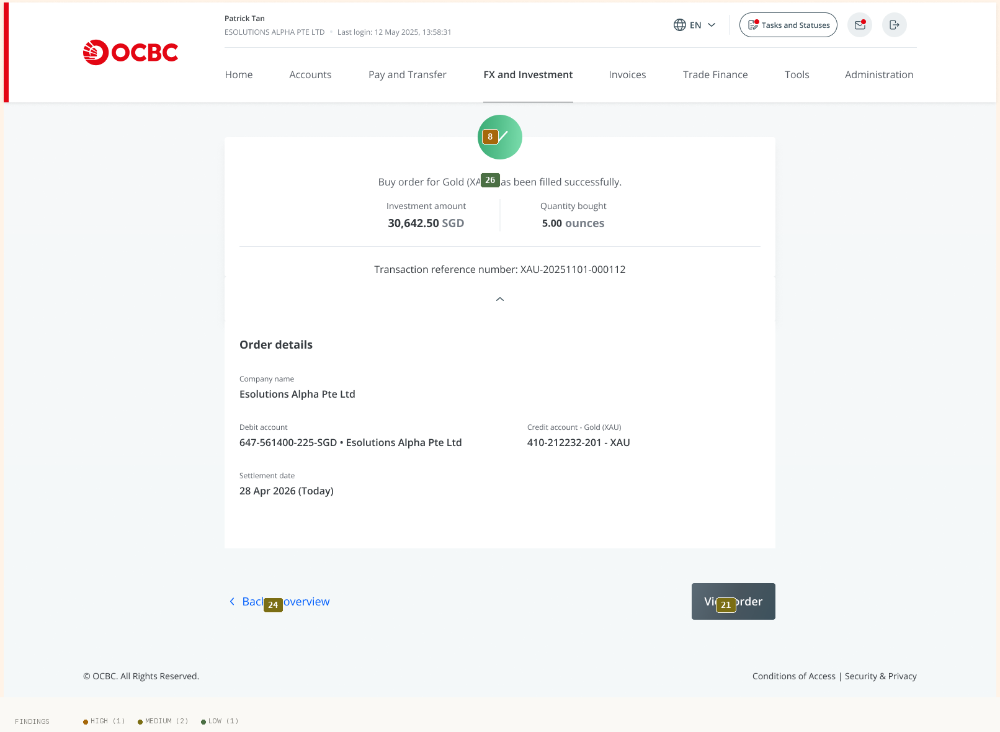 Patrick Tan
ESOLUTIONS ALPHA PTE LTD • Last login: 12 May 2025, 13:58:31
EN
Tasks and Statuses
OCBC
Home Accounts Pay and Transfer FX and Investment Invoices Trade Finance Tools Administration
8
Buy order for Gold (XA 26 as been filled successfully.
Investment amount Quantity bought
30,642.50 SGD 5.00 ounces
Transaction reference number: XAU-20251101-000112
Order details
Company name
Esolutions Alpha Pte Ltd
Debit account Credit account - Gold (XAU)
647-561400-225-SGD • Esolutions Alpha Pte Ltd 410-212232-201 - XAU
Settlement date
28 Apr 2026 (Today)
Bac 24 overview Vi 21 order
© OCBC. All Rights Reserved. Conditions of Access | Security & Privacy
FINDINGS HIGH (1) MEDIUM (2) LOW (1)